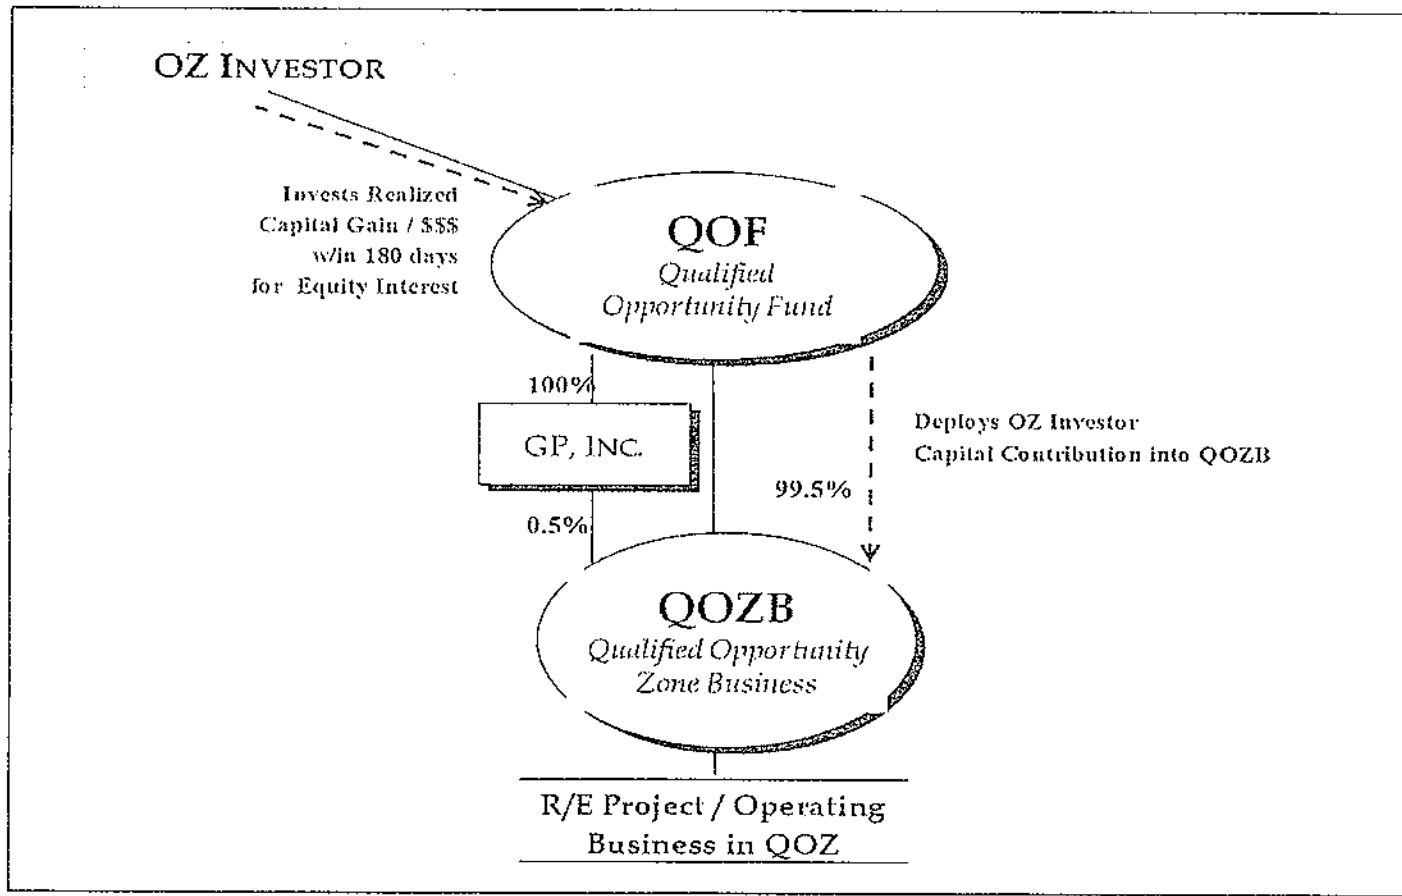 OZ INVESTOR
Invests Realized
Capital Gain / $$$
w/in 180 days
for Equity Interest
QOF
Qualified
Opportunity Fund
100%
GP, INC.
0.5%
99.5%
Deploys OZ Investor
Capital Contribution into QOZB
QOZB
Qualified Opportunity
Zone Business
R/E Project / Operating
Business in QOZ